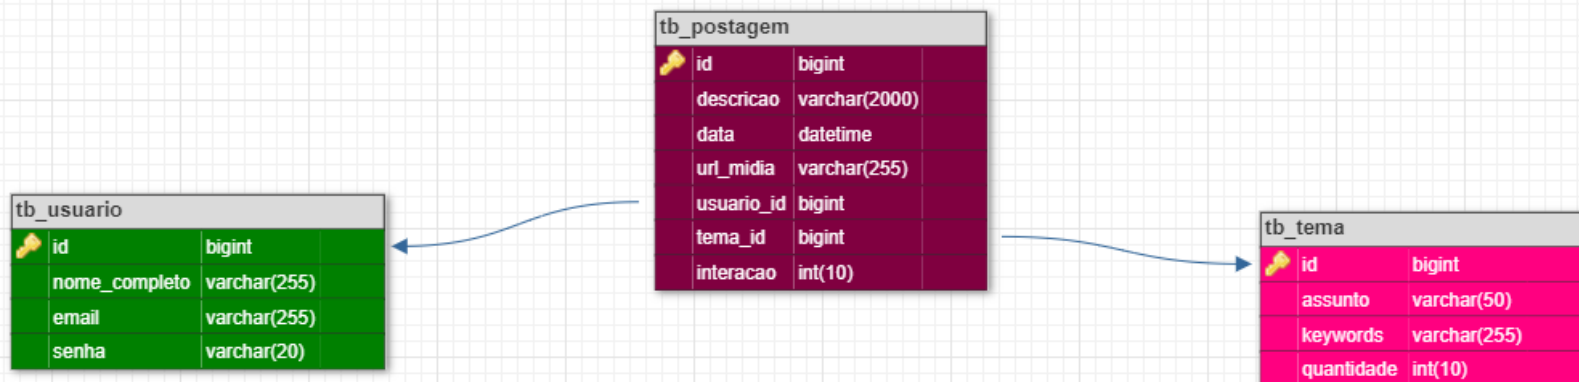 tb_postagem
id bigint
descricao varchar(2000)
data datetime
url_midia varchar(255)
usuario_id bigint
tema_id bigint
interacao int(10)
tb_usuario
id bigint
nome_completo varchar(255)
email varchar(255)
senha varchar(20)
tb_tema
id bigint
assunto varchar(50)
keywords varchar(255)
quantidade int(10)